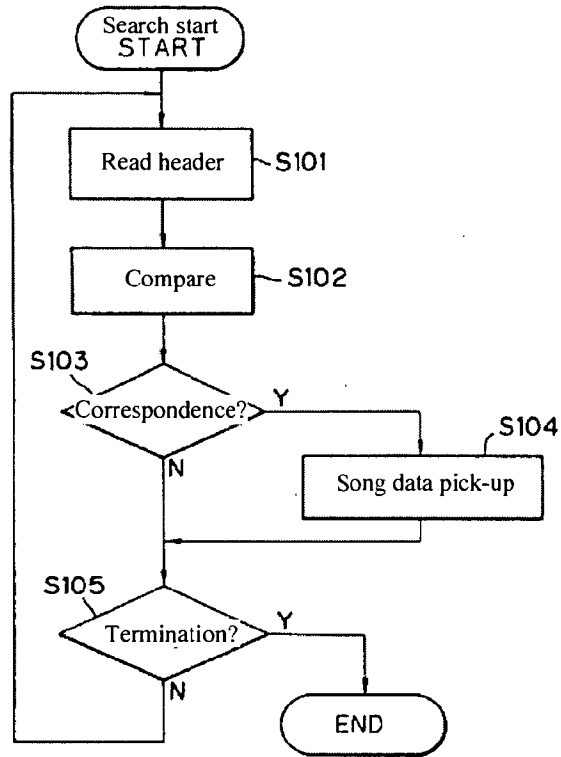 Search start
START
Read header
S101
Compare
S102
S103
Correspondence?
Y
N
S104
Song data pick-up
S105
Termination?
Y
N
END